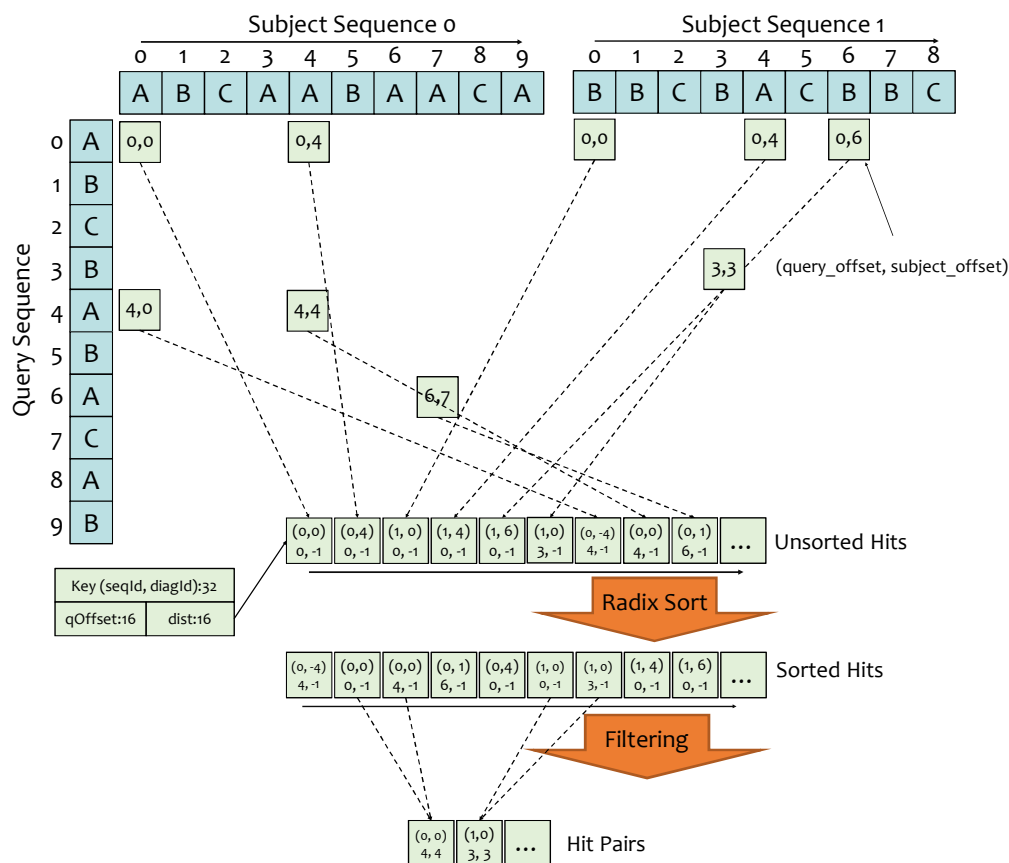 Subject Sequence 0
Subject Sequence 1
0 1 2 3 4 5 6 7 8 9
0 1 2 3 4 5 6 7 8
A B C A A B A A C A
B B C B A C B B C
Query Sequence
0 A
1 B
2 C
3 B
4 A
5 B
6 A
7 C
8 A
9 B
0,0
0,4
0,0
0,4
0,6
3,3
(query_offset, subject_offset)
4,0
4,4
6,7
(0,0) (0,4) (1, 0) (1, 4) (1, 6) (1,0) (0, -4) (0,0) (0, 1) ...
0, -1 0, -1 0, -1 0, -1 0, -1 3, -1 4, -1 4, -1 6, -1
Unsorted Hits
Key (seqId, diagId):32
qOffset:16 dist:16
Radix Sort
(0, -4) (0,0) (0,0) (0, 1) (0,4) (1,0) (1, 0) (1, 4) (1, 6) ...
4, -1 0, -1 4, -1 6, -1 0, -1 0, -1 3, -1 0, -1 0, -1
Sorted Hits
Filtering
(0, 0) (1,0) ...
4, 4 3, 3
Hit Pairs